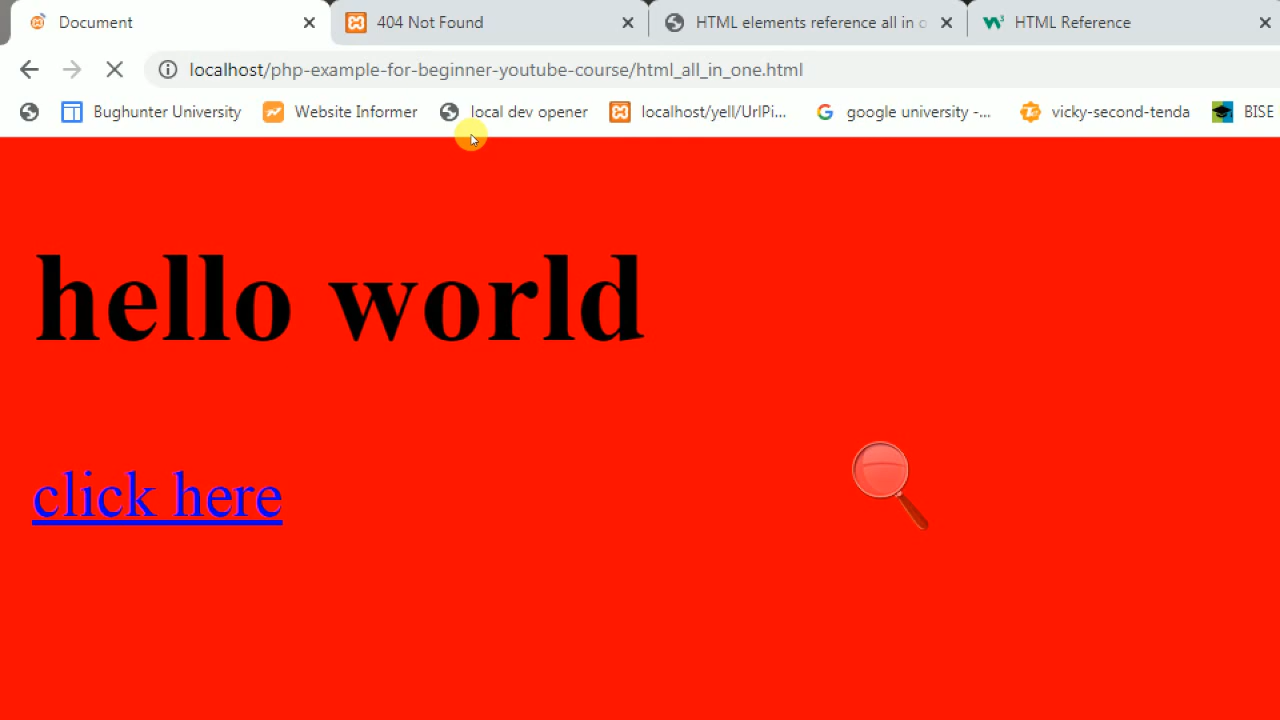 Document
404 Not Found
HTML elements reference all in o
HTML Reference
localhost/php-example-for-beginner-youtube-course/html_all_in_one.html
Bughunter University
Website Informer
local dev opener
localhost/yell/UrlPi...
google university -...
vicky-second-tenda
BISE
hello world
click here